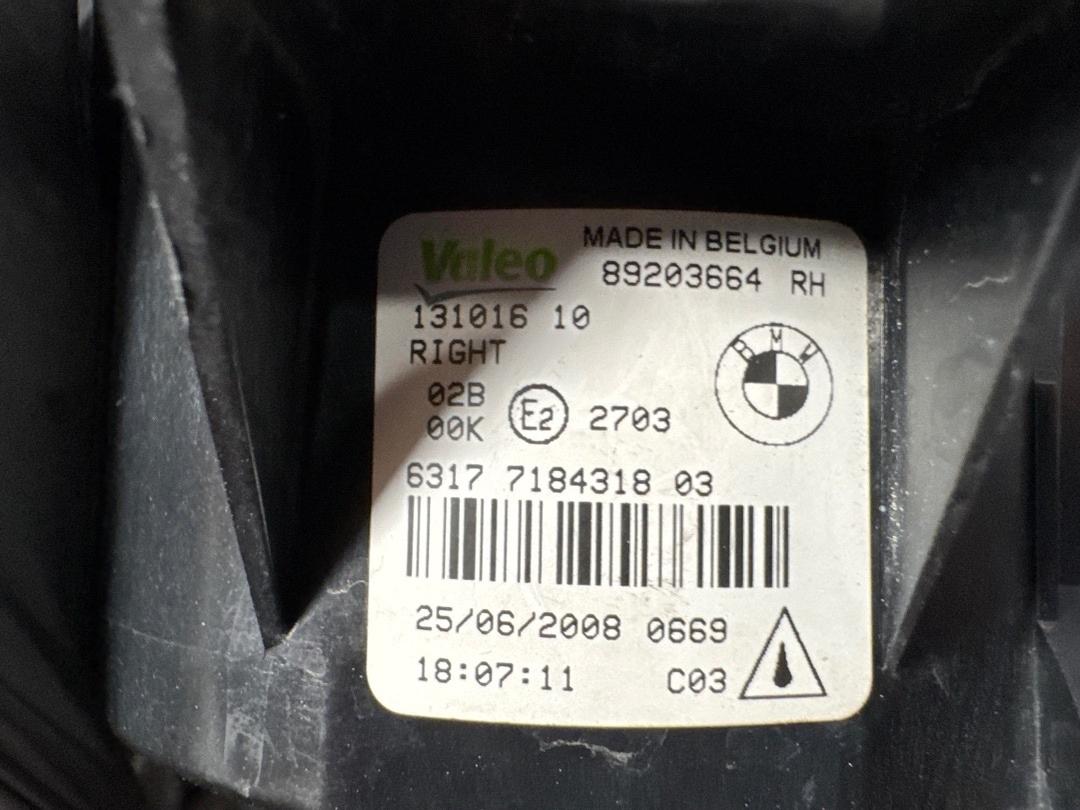 Valeo MADE IN BELGIUM
89203664 RH
131016 10
RIGHT
BMW
02B
00K E2 2703
6317 7184318 03
25/06/2008 0669
18:07:11 C03